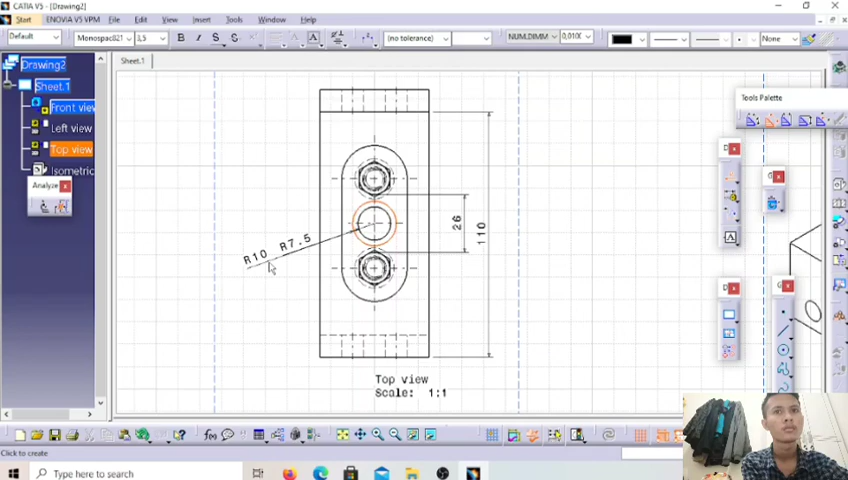 CATIA V5 - [Drawing2]
Start ENOVIA V5 VPM File Edit View Insert Tools Window Help
Default Monospac821 3,5 B I S (no tolerance) NUM.DIMM 0,0100 None
Drawing2
Sheet.1
Front view
Left view
Top view
Isometric
Analyze
Sheet.1
Tools Palette
R10 R7.5
26
110
Top view
Scale: 1:1
Click to create
Type here to search